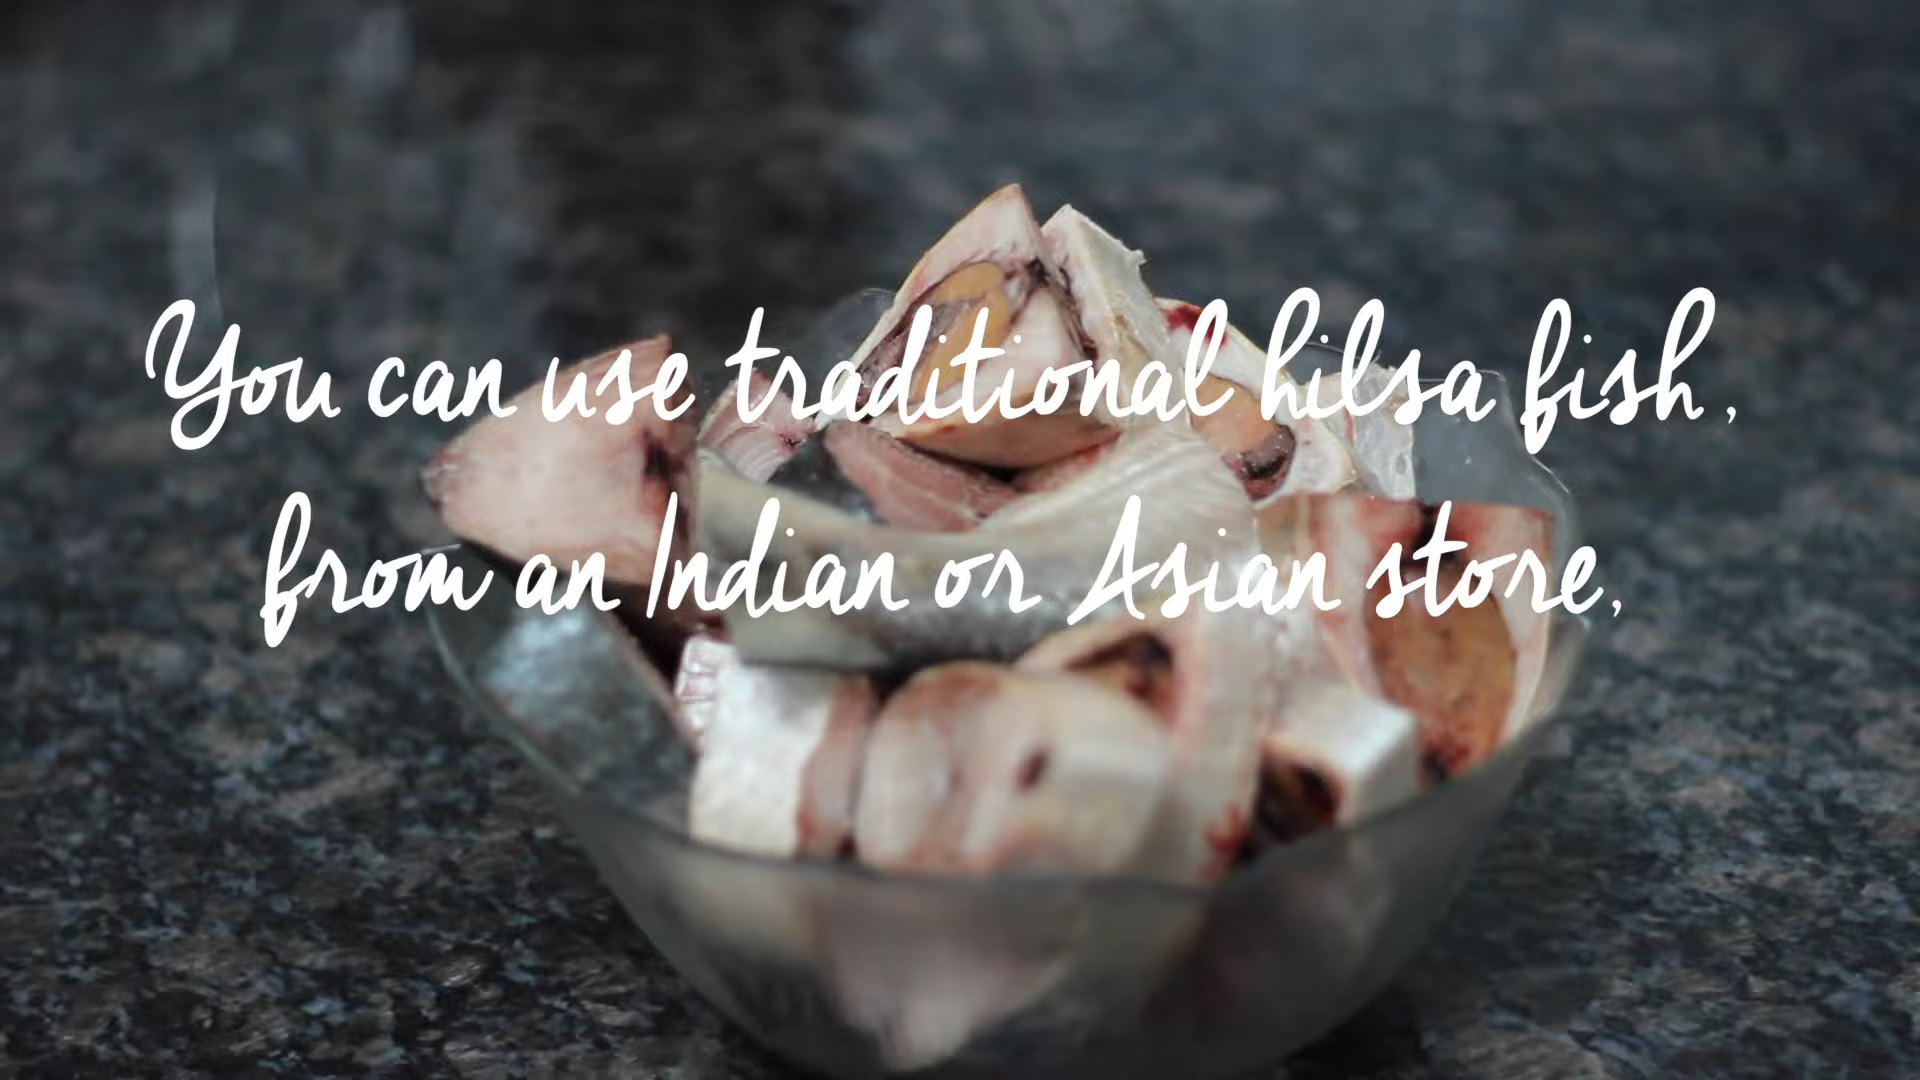 You can use traditional hilsa fish,
from an Indian or Asian store,